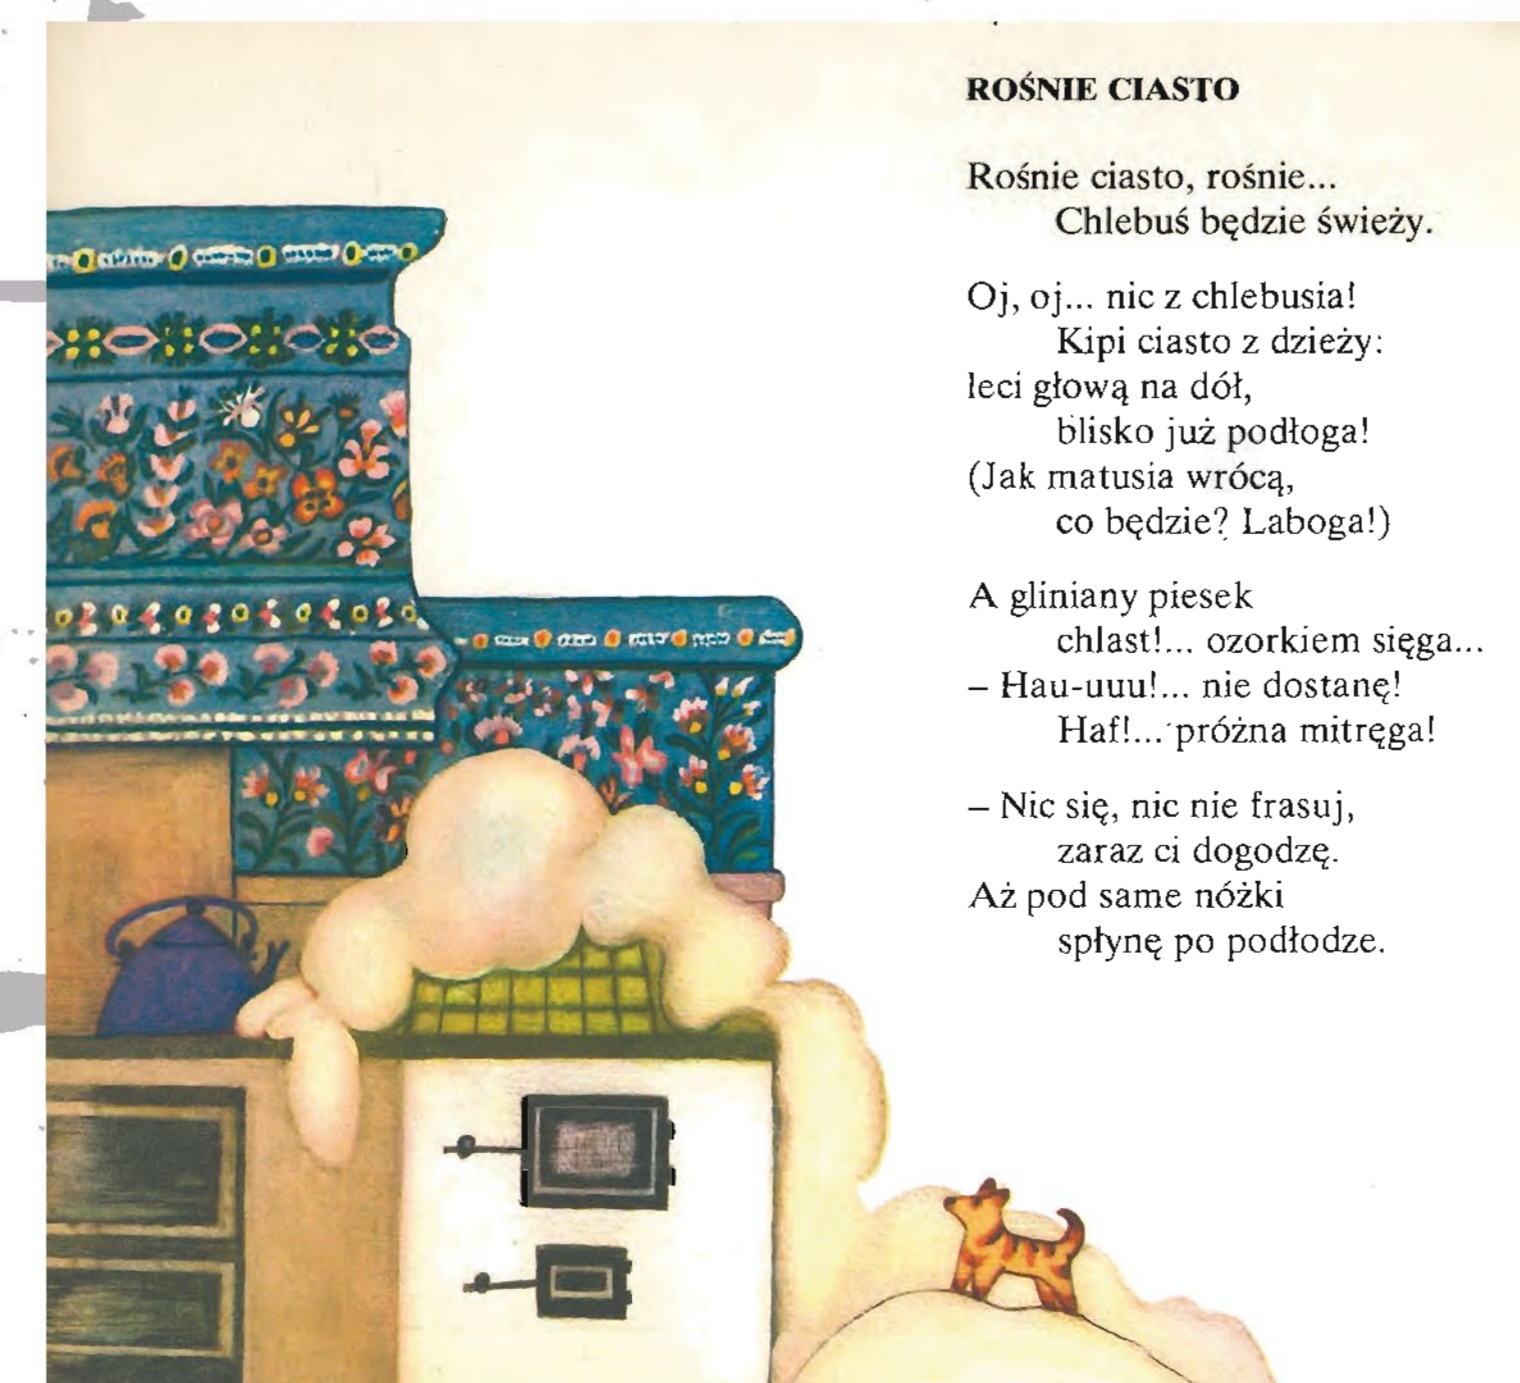 ROŚNIE CIASTO
Rośnie ciasto, rośnie...
Chlebuś będzie świeży.
Oj, oj... nic z chlebusia!
Kipi ciasto z dzieży:
leci głową na dół,
blisko już podłoga!
(Jak matusia wrócą,
co będzie? Laboga!)
A gliniany piesek
chlast!... ozorkiem sięga...
– Hau-uuu!... nie dostanę!
Haf!... próżna mitręga!
– Nic się, nic nie frasuj,
zaraz ci dogodzę.
Aż pod same nóżki
spłynę po podłodze.